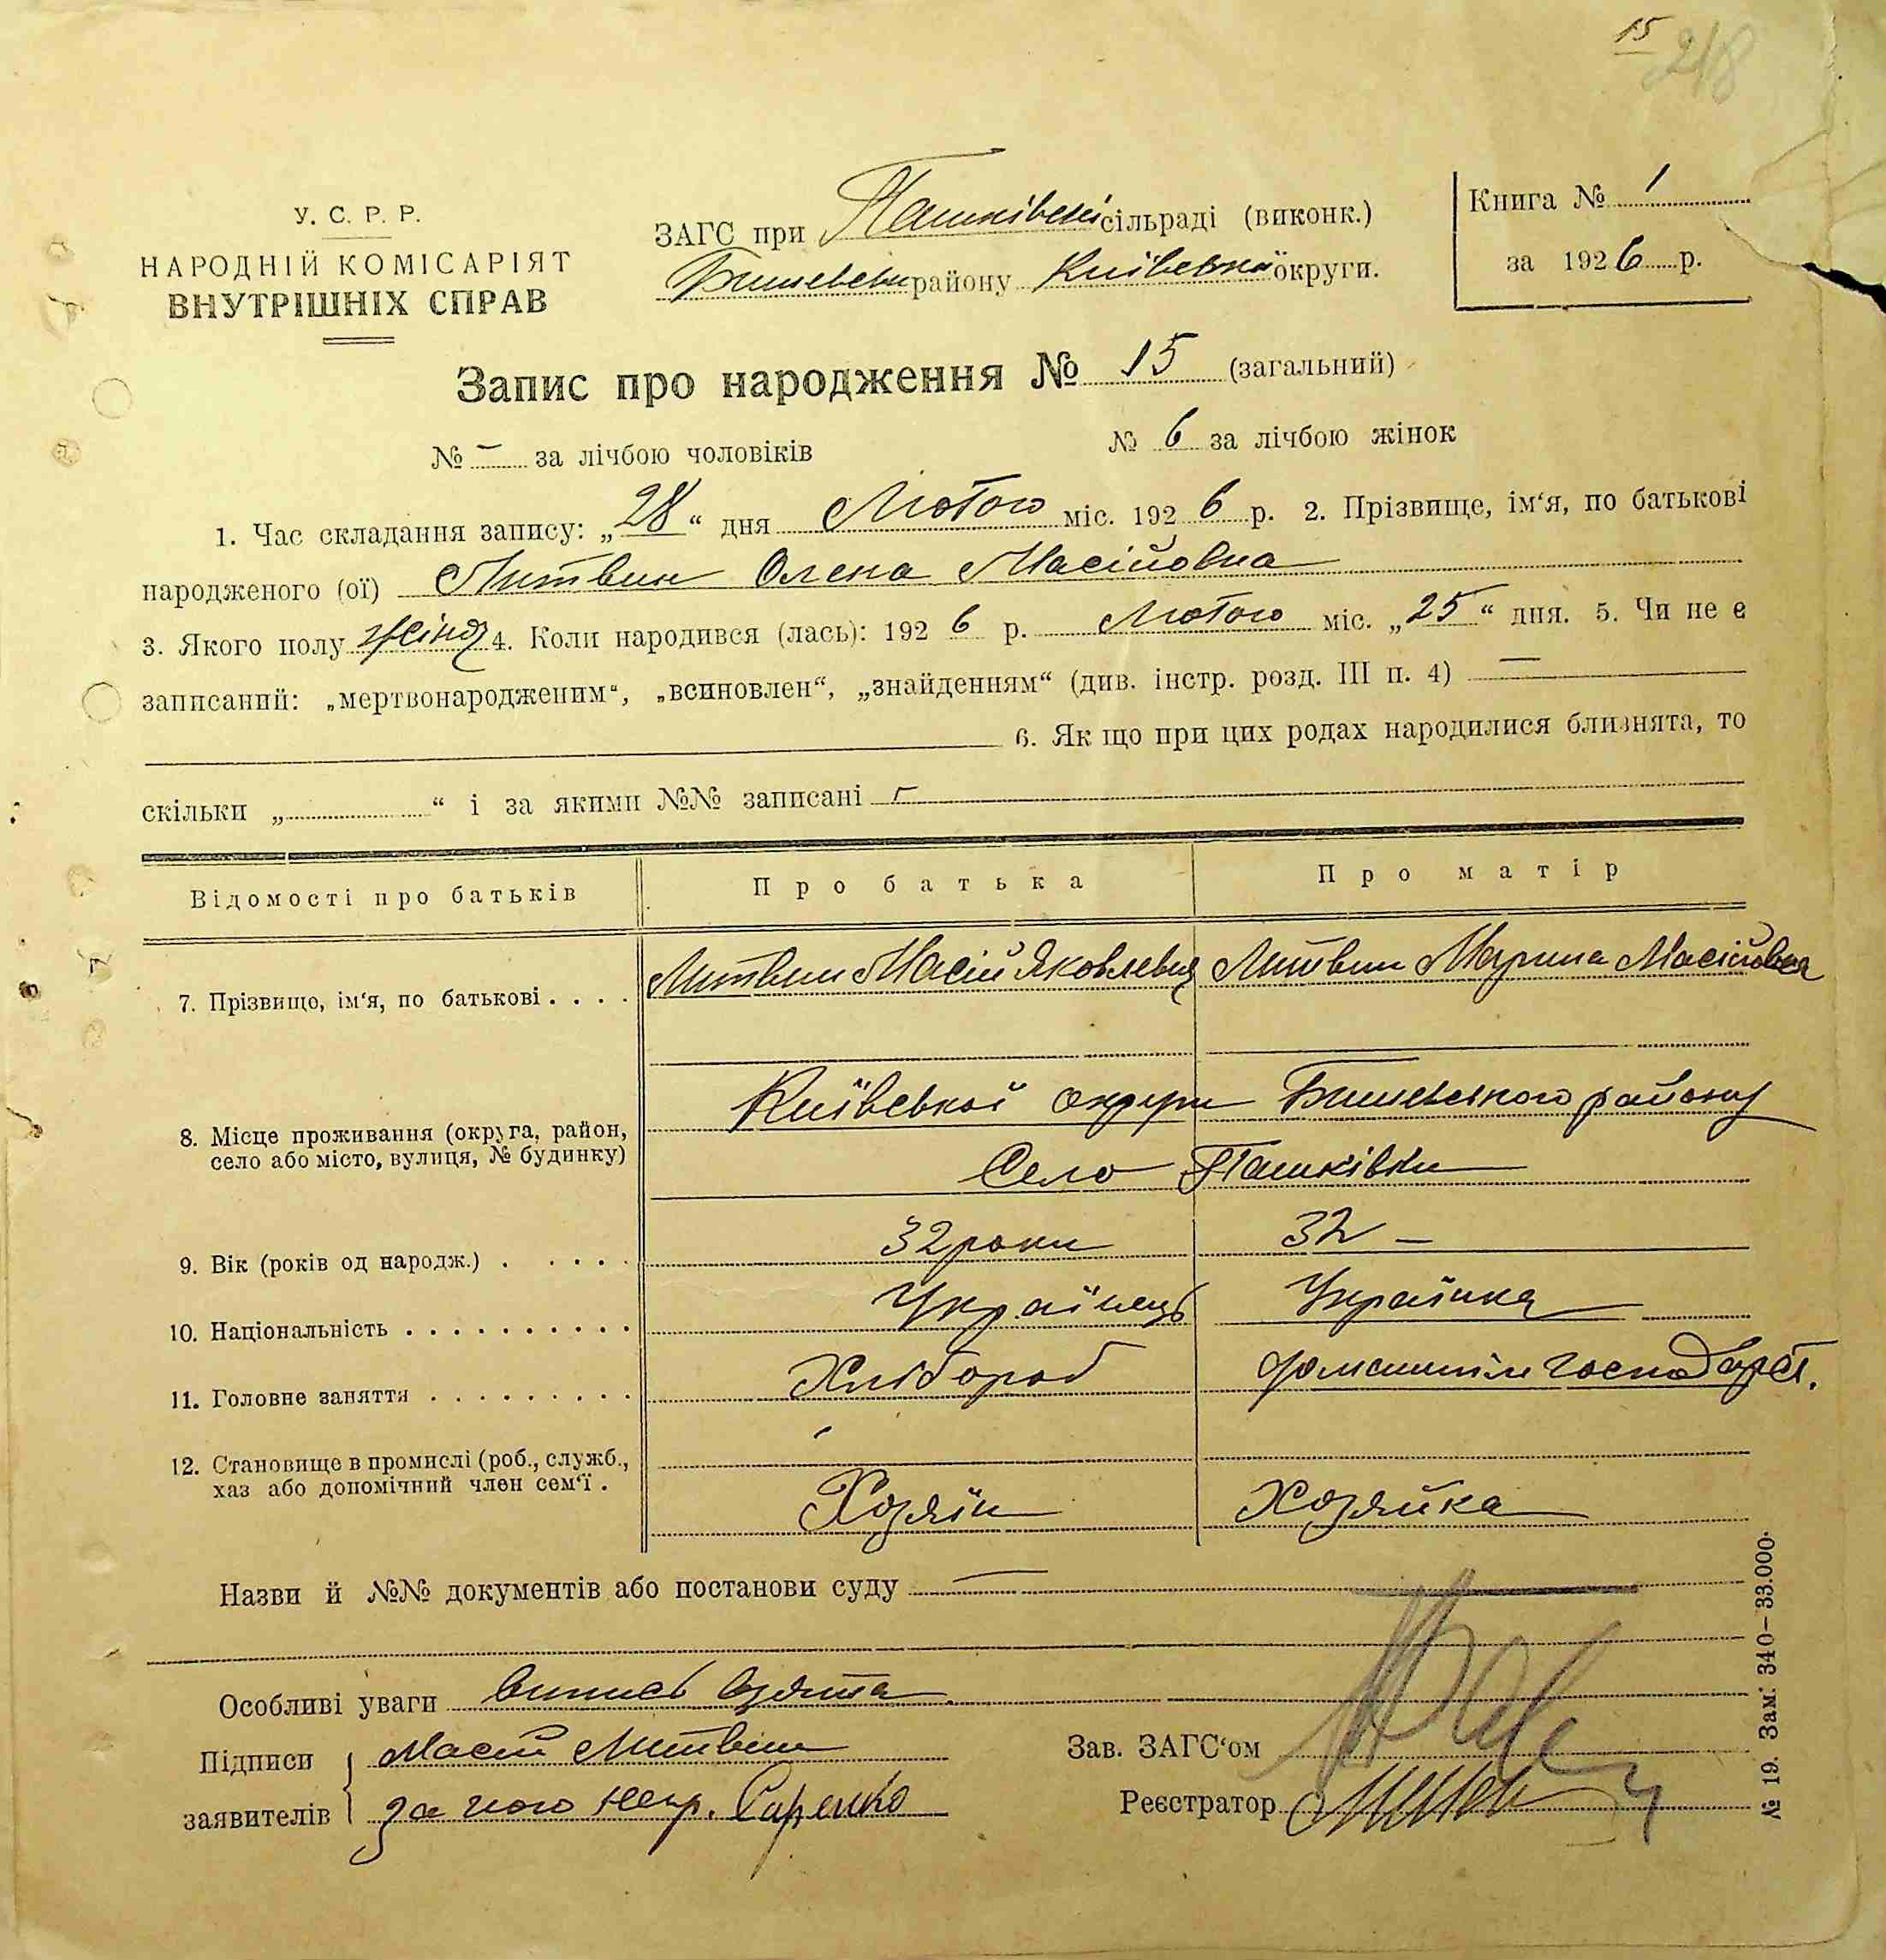 15
218
У. С. Р. Р.
НАРОДНІЙ КОМІСАРІЯТ
ВНУТРІШНІХ СПРАВ
ЗАГС при Пашківскі сільраді (виконк.)
району Київської округи.
Книга № 1
за 1926 р.
Запис про народження № 15 (загальний)
№ – за лічбою чоловіків № 6 за лічбою жінок
1. Час складання запису: „28“ дня Лютого міс. 1926 р. 2. Прізвище, ім‘я, по батькові
народженого (ої) Литвин Олена Масійовна
3. Якого полу 4. Коли народився (лась): 1926 р. Лютого міс. „25“ дня. 5. Чи не є
записаний: „мертвонародженим“, „всиновлен“, „знайденням“ (див. інстр. розд. III п. 4) —
6. Як що при цих родах народилися близнята, то
скільки „ “ і за якими №№ записані
Відомості про батьків Про батька Про матір
7. Прізвищо, ім‘я, по батькові . . . . Литвин Масій Яковлевич Литвин Марина Масійовна
8. Місце проживання (округа, район, село або місто, вулиця, № будинку) Київської округи Бишевського району
Село Пашківки
9. Вік (років од народж.) . . . . . 32 роки 32 –
10. Національність . . . . . . . . . . Українець Українка
11. Головне заняття . . . . . . . . . Хлібороб домашнім господарст.
12. Становище в промислі (роб., служб.,
хаз або допомічний член сем‘ї . Хозяїн Хозяйка
Назви й №№ документів або постанови суду —
Особливі уваги випись взята
Підписи Масій Литвин
заявителів за него непр.
Зав. ЗАГС‘ом
Реєстратор
№ 19. Зам. 340–33.000.